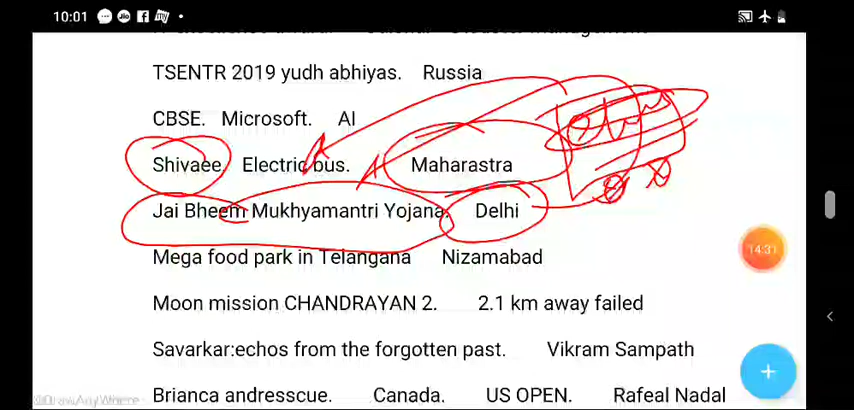 10:01
TSENTR 2019 yudh abhiyas. Russia
CBSE. Microsoft. AI
Shivaee Electric bus. Maharastra
Jai Bheem Mukhyamantri Yojana. Delhi
14:31
Mega food park in Telangana Nizamabad
Moon mission CHANDRAYAN 2. 2.1 km away failed
Savarkar:echos from the forgotten past. Vikram Sampath
+
Brianca andresscue. Canada. US OPEN. Rafeal Nadal
DrawAnyWhere